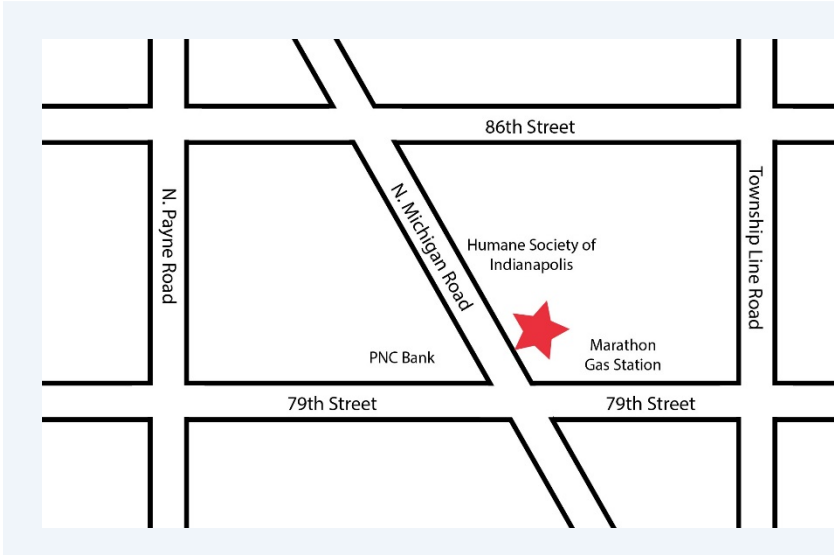 86th Street
N. Payne Road
N. Michigan Road
Township Line Road
Humane Society of
Indianapolis
Marathon
Gas Station
PNC Bank
79th Street
79th Street